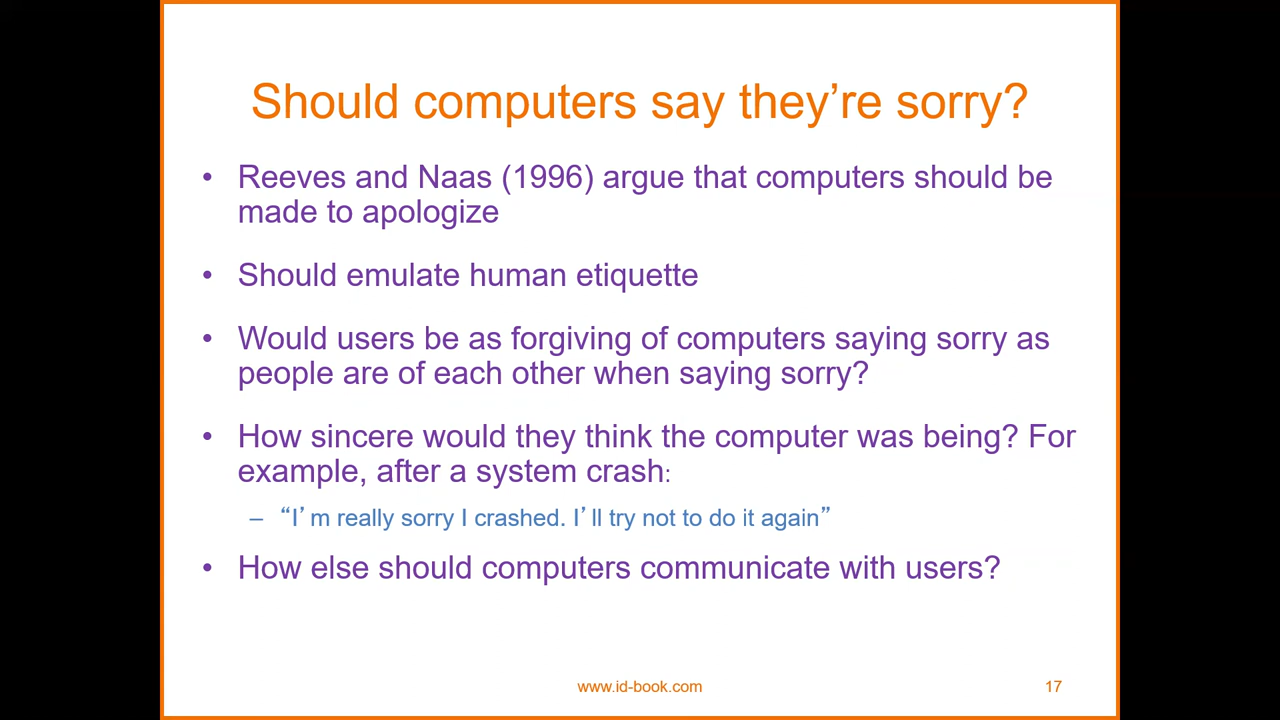 Should computers say they’re sorry?
• Reeves and Naas (1996) argue that computers should be
made to apologize
• Should emulate human etiquette
• Would users be as forgiving of computers saying sorry as
people are of each other when saying sorry?
• How sincere would they think the computer was being? For
example, after a system crash:
– “I’m really sorry I crashed. I’ll try not to do it again”
• How else should computers communicate with users?
www.id-book.com
17